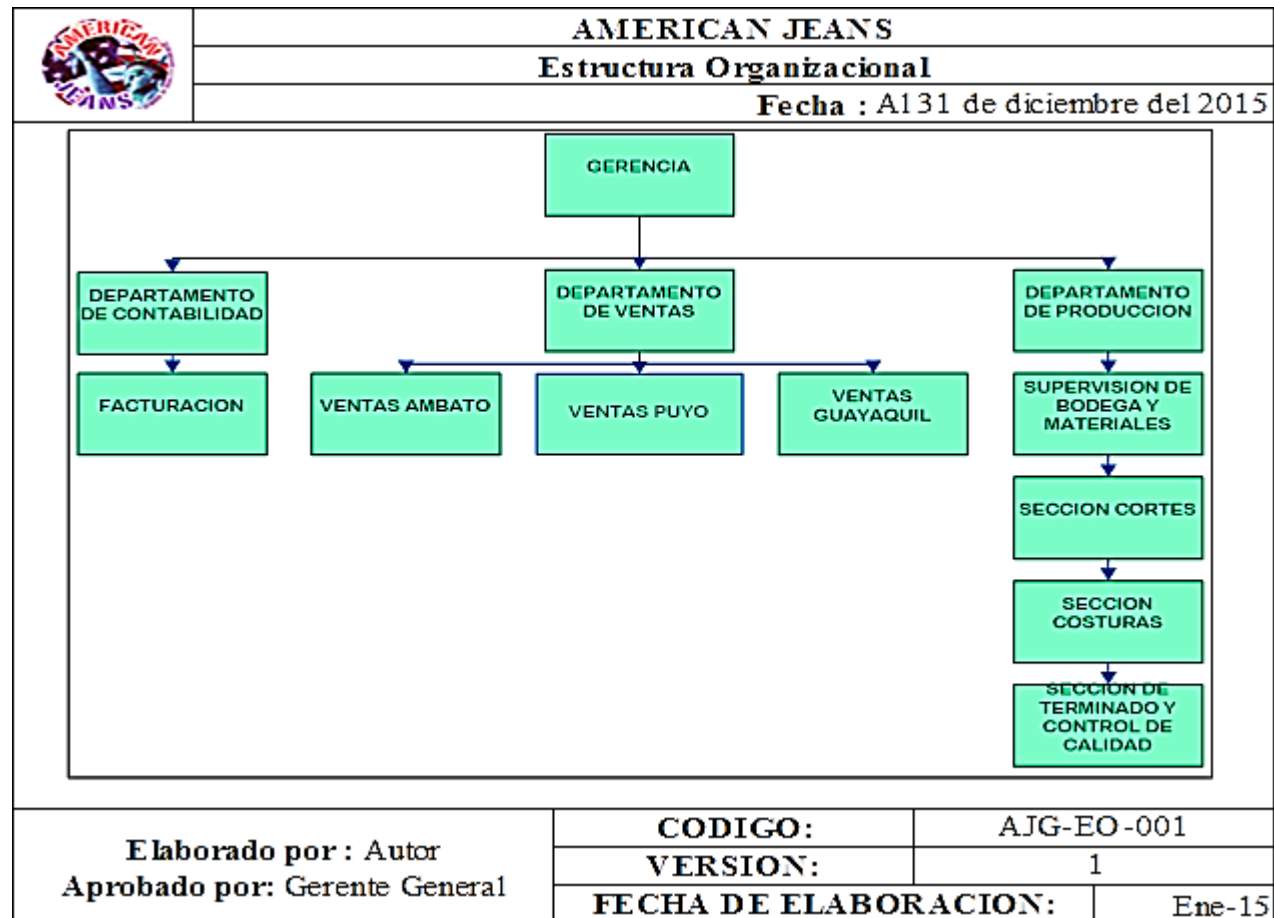 AMERICAN JEANS
AMERICAN JEANS
Estructura Organizacional
Fecha : Al 31 de diciembre del 2015
GERENCIA
DEPARTAMENTO
DE CONTABILIDAD
DEPARTAMENTO
DE VENTAS
DEPARTAMENTO
DE PRODUCCION
FACTURACION
VENTAS AMBATO
VENTAS PUYO
VENTAS
GUAYAQUIL
SUPERVISION DE
BODEGA Y
MATERIALES
SECCION CORTES
SECCION
COSTURAS
SECCION DE
TERMINADO Y
CONTROL DE
CALIDAD
Elaborado por : Autor
Aprobado por: Gerente General
CODIGO: AJG-EO-001
VERSION: 1
FECHA DE ELABORACION: Ene-15